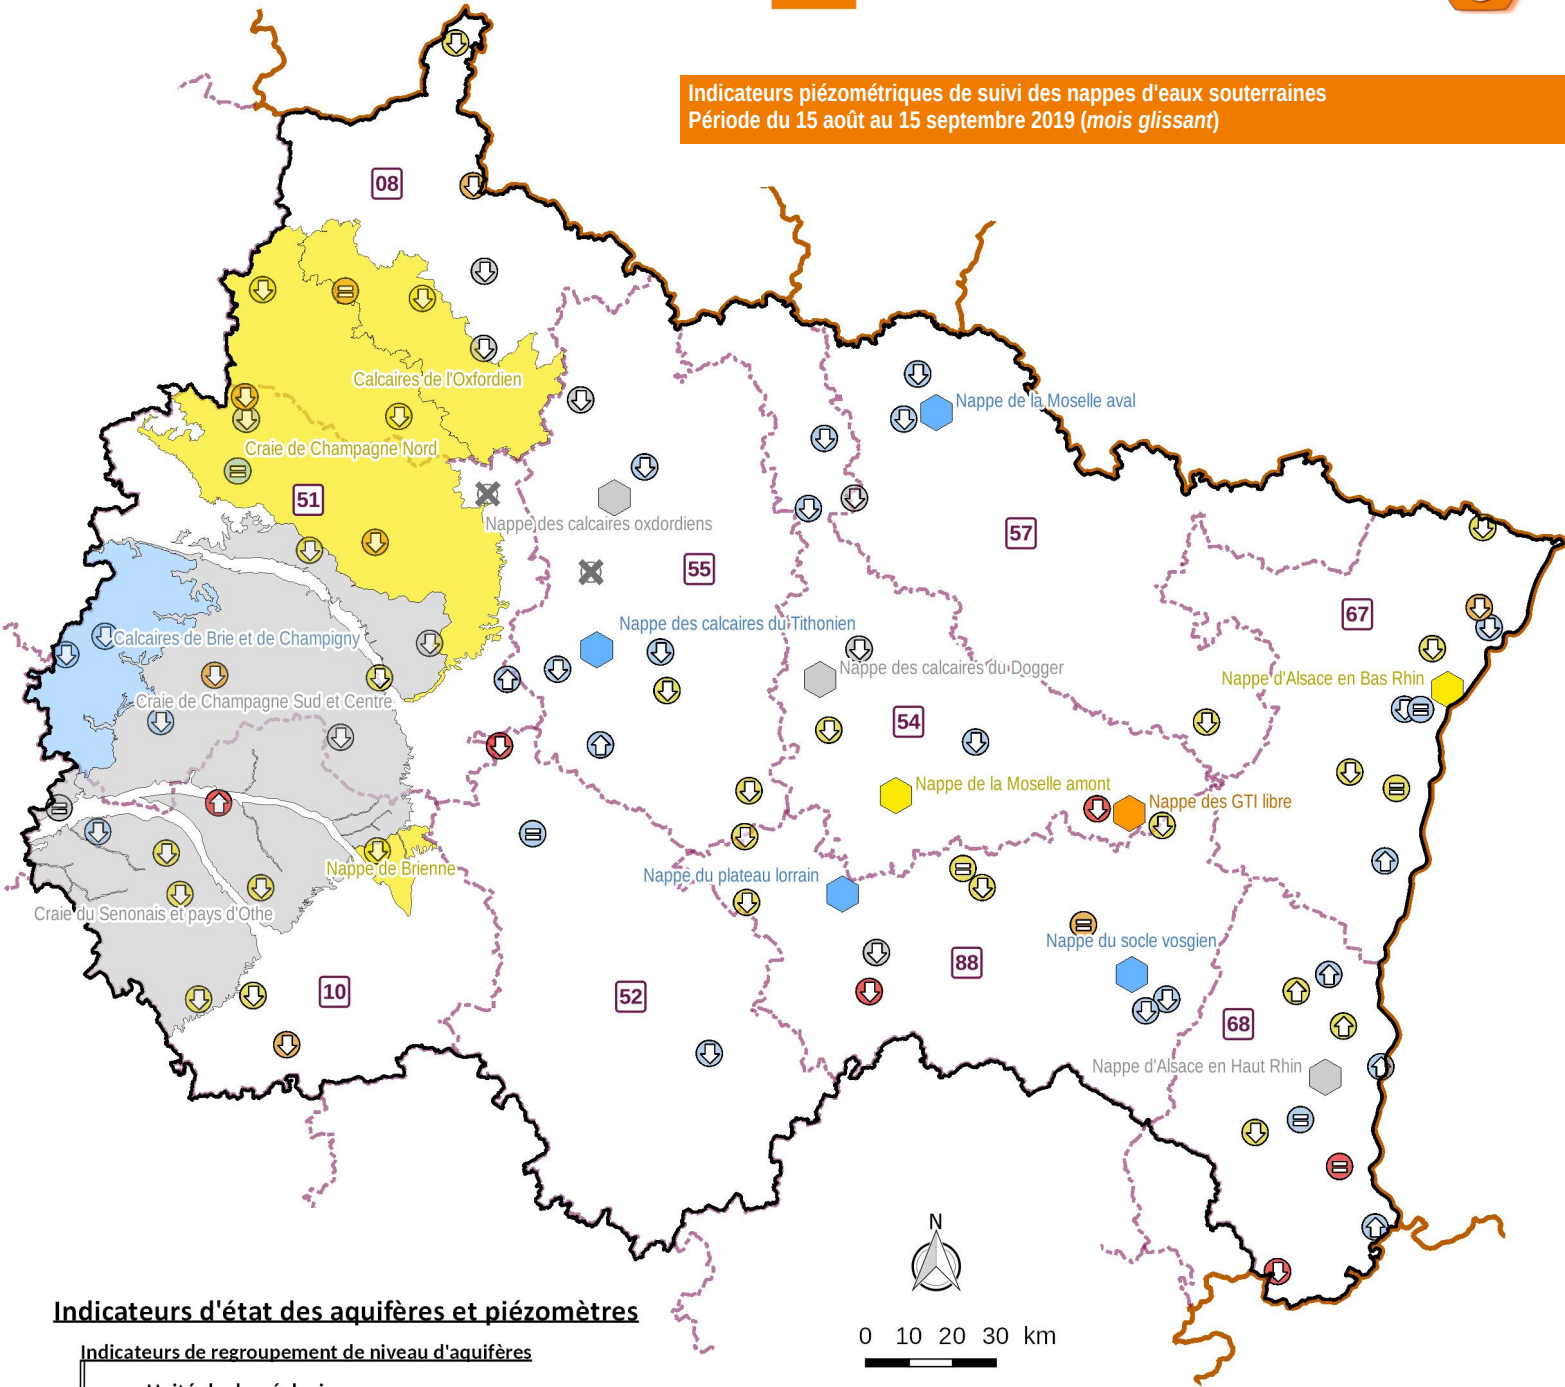 Indicateurs piézométriques de suivi des nappes d'eaux souterraines
Période du 15 août au 15 septembre 2019 (mois glissant)
08
Calcaires de l'Oxfordien
Nappe de la Moselle aval
Craie de Champagne Nord
51
Nappe des calcaires oxdordiens
57
55
67
Nappe des calcaires du Tithonien
Calcaires de Brie et de Champigny
Nappe des calcaires du Dogger
Nappe d'Alsace en Bas Rhin
Craie de Champagne Sud et Centre
54
Nappe de la Moselle amont
Nappe des GTI libre
Nappe de Brienne
Nappe du plateau lorrain
Craie du Senonais et pays d'Othe
Nappe du socle vosgien
88
10
52
68
Nappe d'Alsace en Haut Rhin
N
0 10 20 30 km
Indicateurs d'état des aquifères et piézomètres
Indicateurs de regroupement de niveau d'aquifères